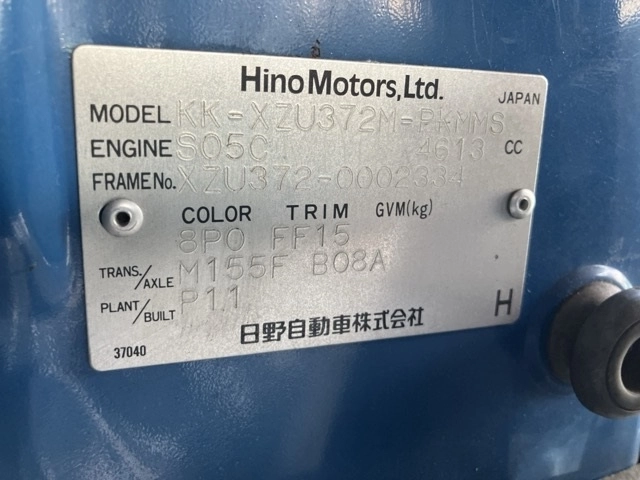 Hino Motors, Ltd.
JAPAN
MODEL KK-XZU372M-PKMMS
ENGINE S05C 4613 CC
FRAME No. XZU372-0002334
COLOR TRIM GVM(kg)
8P0 FF15
TRANS./AXLE M155F B08A
PLANT/BUILT P11
H
日野自動車株式会社
37040